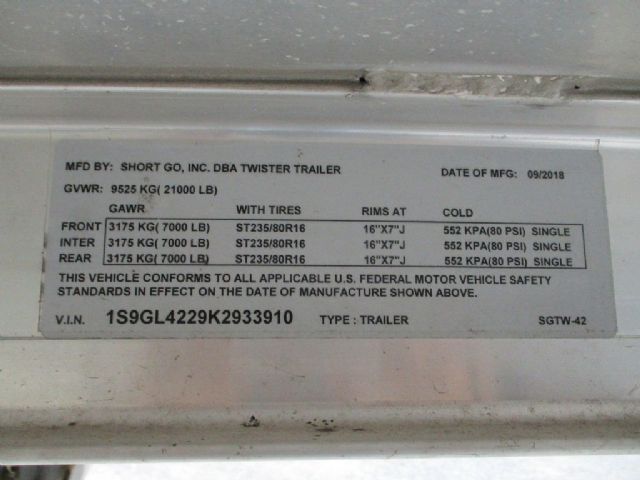 MFD BY: SHORT GO, INC. DBA TWISTER TRAILER DATE OF MFG: 09/2018
GVWR: 9525 KG( 21000 LB)
GAWR WITH TIRES RIMS AT COLD
FRONT 3175 KG( 7000 LB) ST235/80R16 16"X7"J 552 KPA(80 PSI) SINGLE
INTER 3175 KG( 7000 LB) ST235/80R16 16"X7"J 552 KPA(80 PSI) SINGLE
REAR 3175 KG( 7000 LB) ST235/80R16 16"X7"J 552 KPA(80 PSI) SINGLE
THIS VEHICLE CONFORMS TO ALL APPLICABLE U.S. FEDERAL MOTOR VEHICLE SAFETY
STANDARDS IN EFFECT ON THE DATE OF MANUFACTURE SHOWN ABOVE.
V.I.N. 1S9GL4229K2933910 TYPE : TRAILER SGTW-42